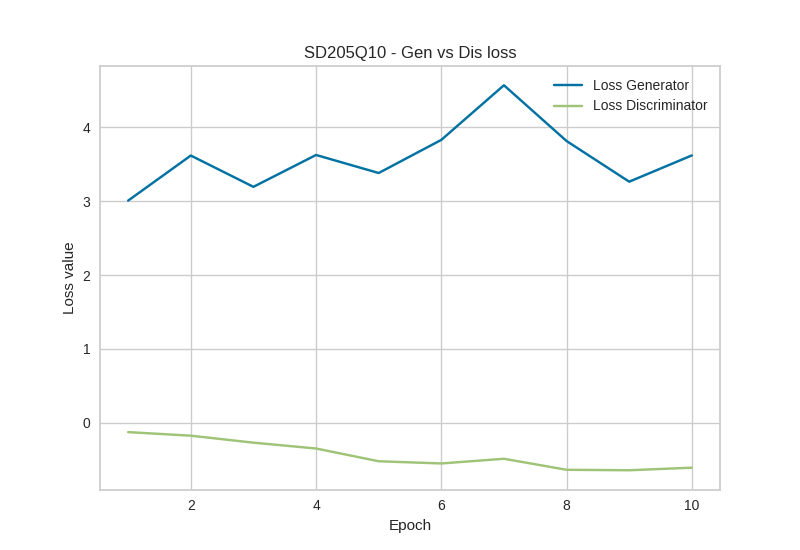 SD205Q10 - Gen vs Dis loss
Loss Generator
Loss Discriminator
4
3
2
1
0
Loss value
2 4 6 8 10
Epoch